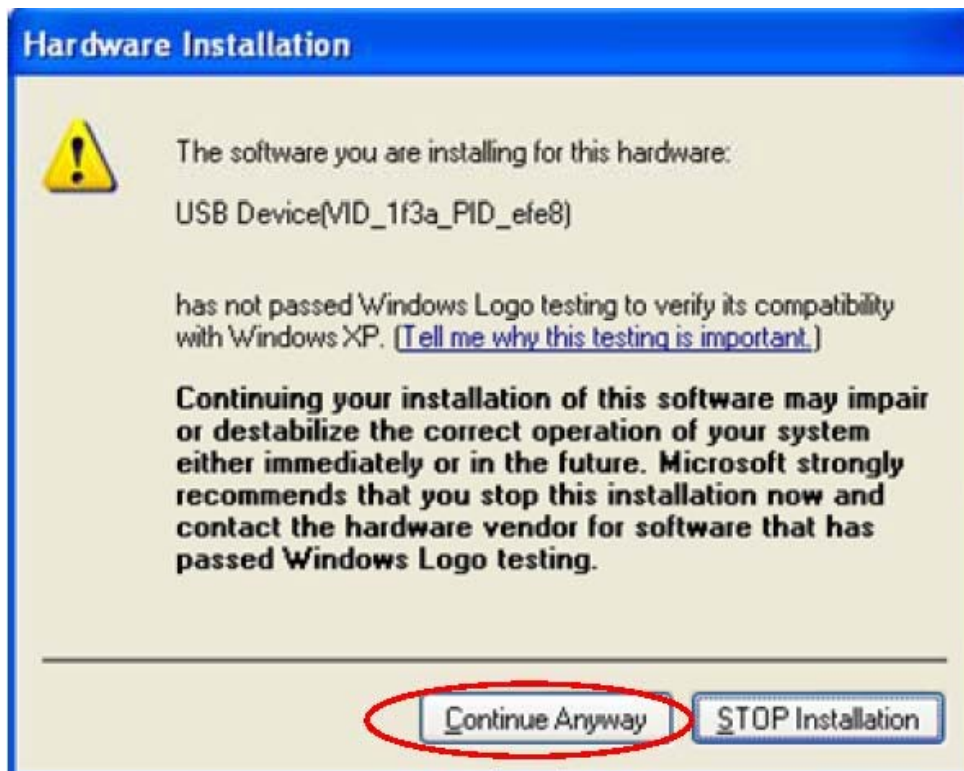 Hardware Installation
The software you are installing for this hardware:
USB Device(VID_1f3a_PID_efe8)
has not passed Windows Logo testing to verify its compatibility
with Windows XP. (Tell me why this testing is important.)
Continuing your installation of this software may impair
or destabilize the correct operation of your system
either immediately or in the future. Microsoft strongly
recommends that you stop this installation now and
contact the hardware vendor for software that has
passed Windows Logo testing.
Continue Anyway
STOP Installation